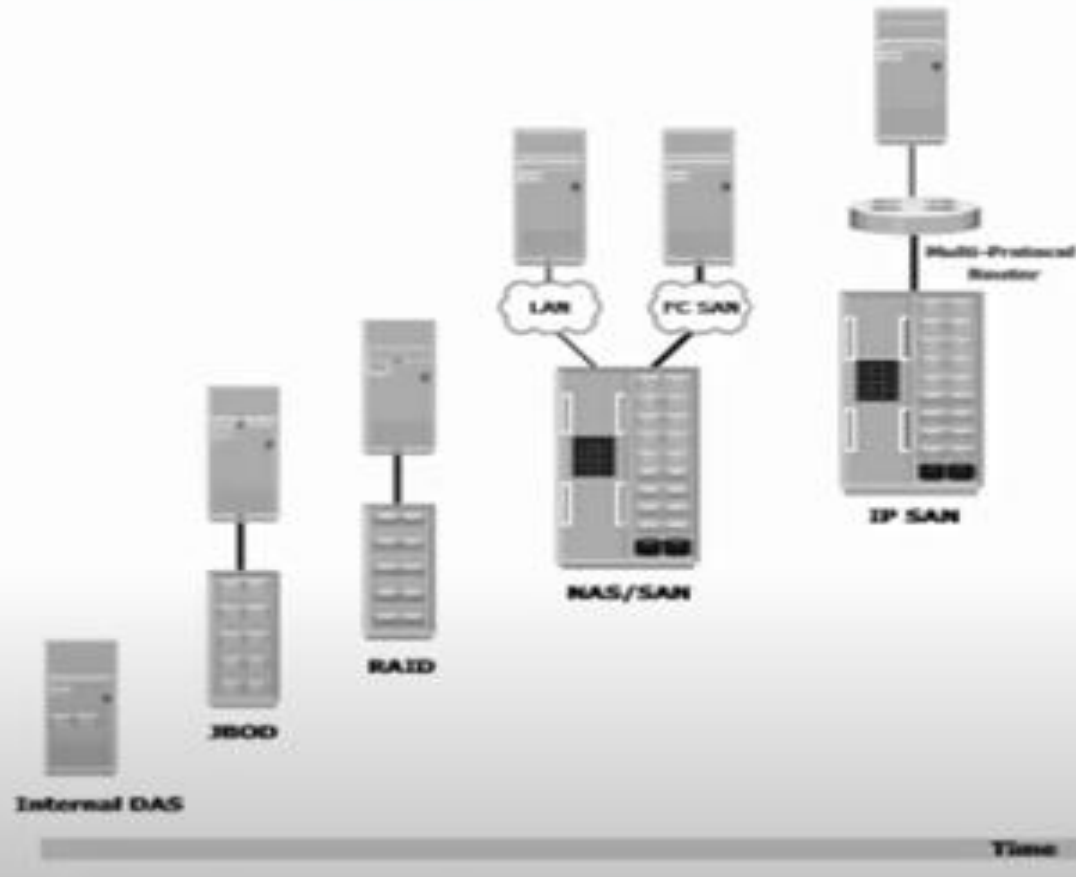 LAN
FC SAN
Multi-Protocol
Router
IP SAN
NAS/SAN
RAID
JBOD
Internal DAS
Time